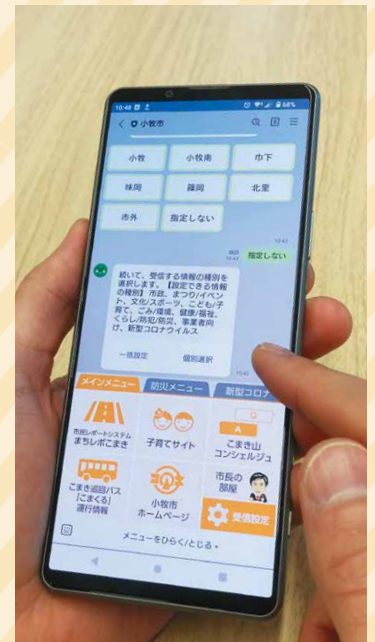 10:48
68%
小牧市
小牧
小牧南
巾下
味岡
篠岡
北里
市外
指定しない
10:47
既読
10:47
指定しない
続いて、受信する情報の種別を
選択します。【設定できる情報
の種別】市政、まつり/イベン
ト、文化/スポーツ、こども/子
育て、ごみ/環境、健康/福祉、
くらし/防犯/防災、事業者向
け、新型コロナウイルス
一括設定
個別選択
10:47
メインメニュー
防災メニュー
新型コロナ
市民レポートシステム
まちレポこまき
子育てサイト
Q
A
こまき山
コンシェルジュ
こまき巡回バス
「こまくる」
運行情報
小牧市
ホームページ
市長の
部屋
受信設定
メニューをひらく/とじる